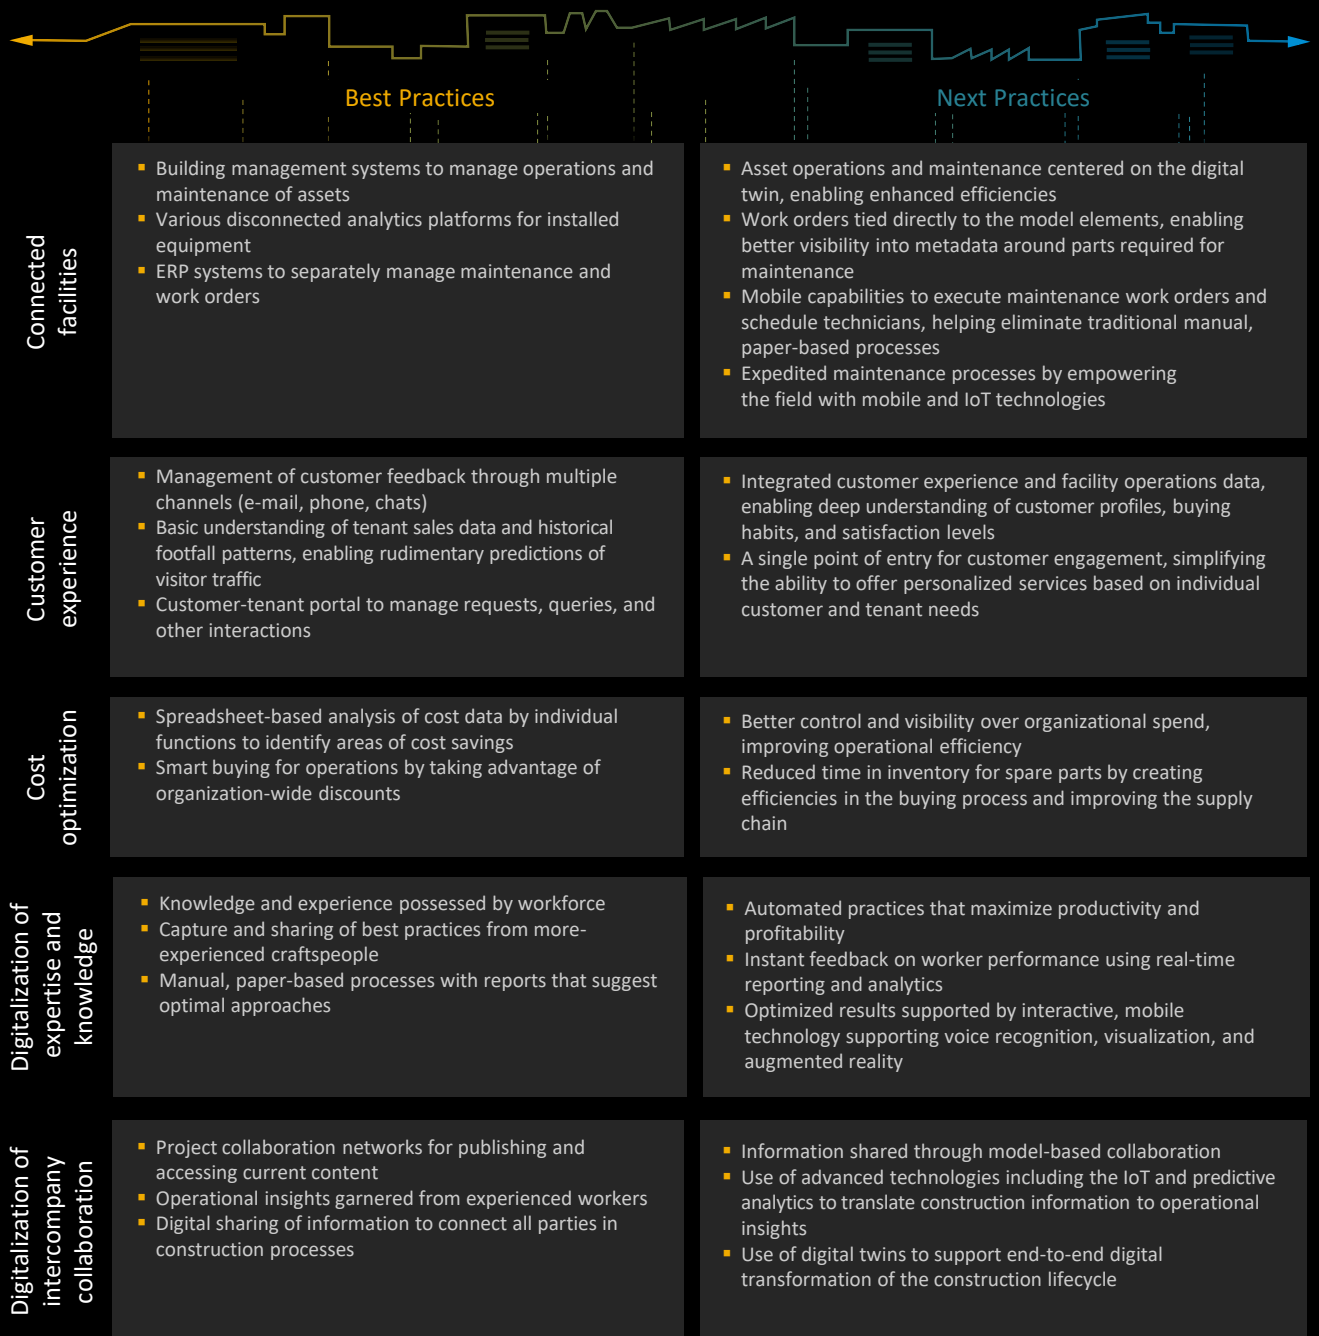 Best Practices
Next Practices
Connected
facilities
▪ Building management systems to manage operations and
maintenance of assets
▪ Various disconnected analytics platforms for installed
equipment
▪ ERP systems to separately manage maintenance and
work orders
▪ Asset operations and maintenance centered on the digital
twin, enabling enhanced efficiencies
▪ Work orders tied directly to the model elements, enabling
better visibility into metadata around parts required for
maintenance
▪ Mobile capabilities to execute maintenance work orders and
schedule technicians, helping eliminate traditional manual,
paper-based processes
▪ Expedited maintenance processes by empowering
the field with mobile and IoT technologies
Customer
experience
▪ Management of customer feedback through multiple
channels (e-mail, phone, chats)
▪ Basic understanding of tenant sales data and historical
footfall patterns, enabling rudimentary predictions of
visitor traffic
▪ Customer-tenant portal to manage requests, queries, and
other interactions
▪ Integrated customer experience and facility operations data,
enabling deep understanding of customer profiles, buying
habits, and satisfaction levels
▪ A single point of entry for customer engagement, simplifying
the ability to offer personalized services based on individual
customer and tenant needs
Cost
optimization
▪ Spreadsheet-based analysis of cost data by individual
functions to identify areas of cost savings
▪ Smart buying for operations by taking advantage of
organization-wide discounts
▪ Better control and visibility over organizational spend,
improving operational efficiency
▪ Reduced time in inventory for spare parts by creating
efficiencies in the buying process and improving the supply
chain
Digitalization of
expertise and
knowledge
▪ Knowledge and experience possessed by workforce
▪ Capture and sharing of best practices from more-
experienced craftspeople
▪ Manual, paper-based processes with reports that suggest
optimal approaches
▪ Automated practices that maximize productivity and
profitability
▪ Instant feedback on worker performance using real-time
reporting and analytics
▪ Optimized results supported by interactive, mobile
technology supporting voice recognition, visualization, and
augmented reality
Digitalization of
intercompany
collaboration
▪ Project collaboration networks for publishing and
accessing current content
▪ Operational insights garnered from experienced workers
▪ Digital sharing of information to connect all parties in
construction processes
▪ Information shared through model-based collaboration
▪ Use of advanced technologies including the IoT and predictive
analytics to translate construction information to operational
insights
▪ Use of digital twins to support end-to-end digital
transformation of the construction lifecycle